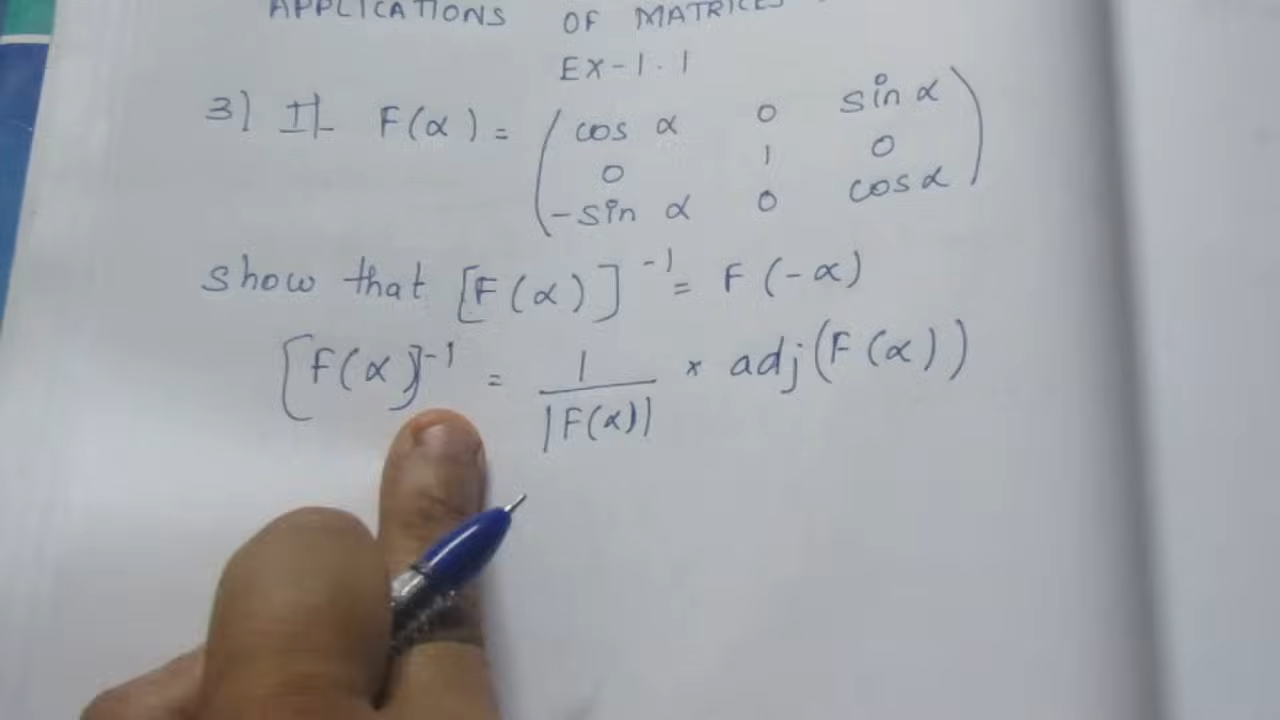 APPLICATIONS OF MATRICES
EX-1.1
3) If F(α) = ( cos α 0 sin α
0 1 0
-sin α 0 cos α )
show that [F(α)]⁻¹ = F(-α)
[F(α)]⁻¹ = 1/|F(α)| × adj(F(α))